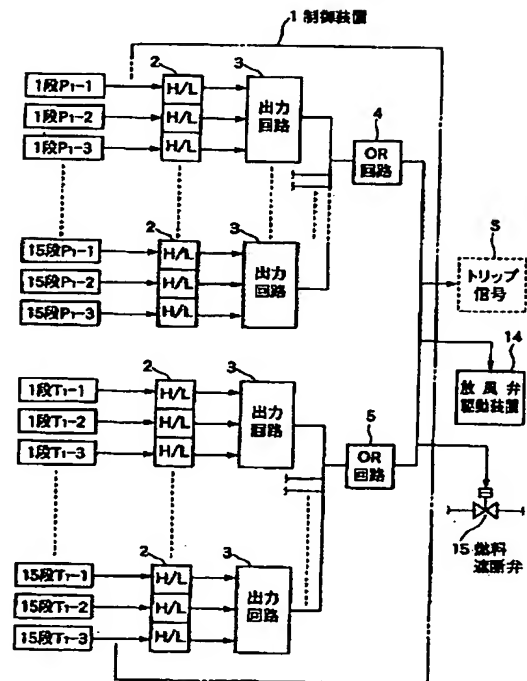 1 制御装置
2
3
1段P₁-1
H/L
出力
回路
1段P₁-2
H/L
1段P₁-3
H/L
4
OR
回路
2
3
15段P₁-1
H/L
出力
回路
15段P₁-2
H/L
15段P₁-3
H/L
S
トリップ
信号
14
放風弁
駆動装置
2
3
1段T₁-1
H/L
出力
回路
1段T₁-2
H/L
1段T₁-3
H/L
5
OR
回路
15 燃料
遮断弁
2
3
15段T₁-1
H/L
出力
回路
15段T₁-2
H/L
15段T₁-3
H/L